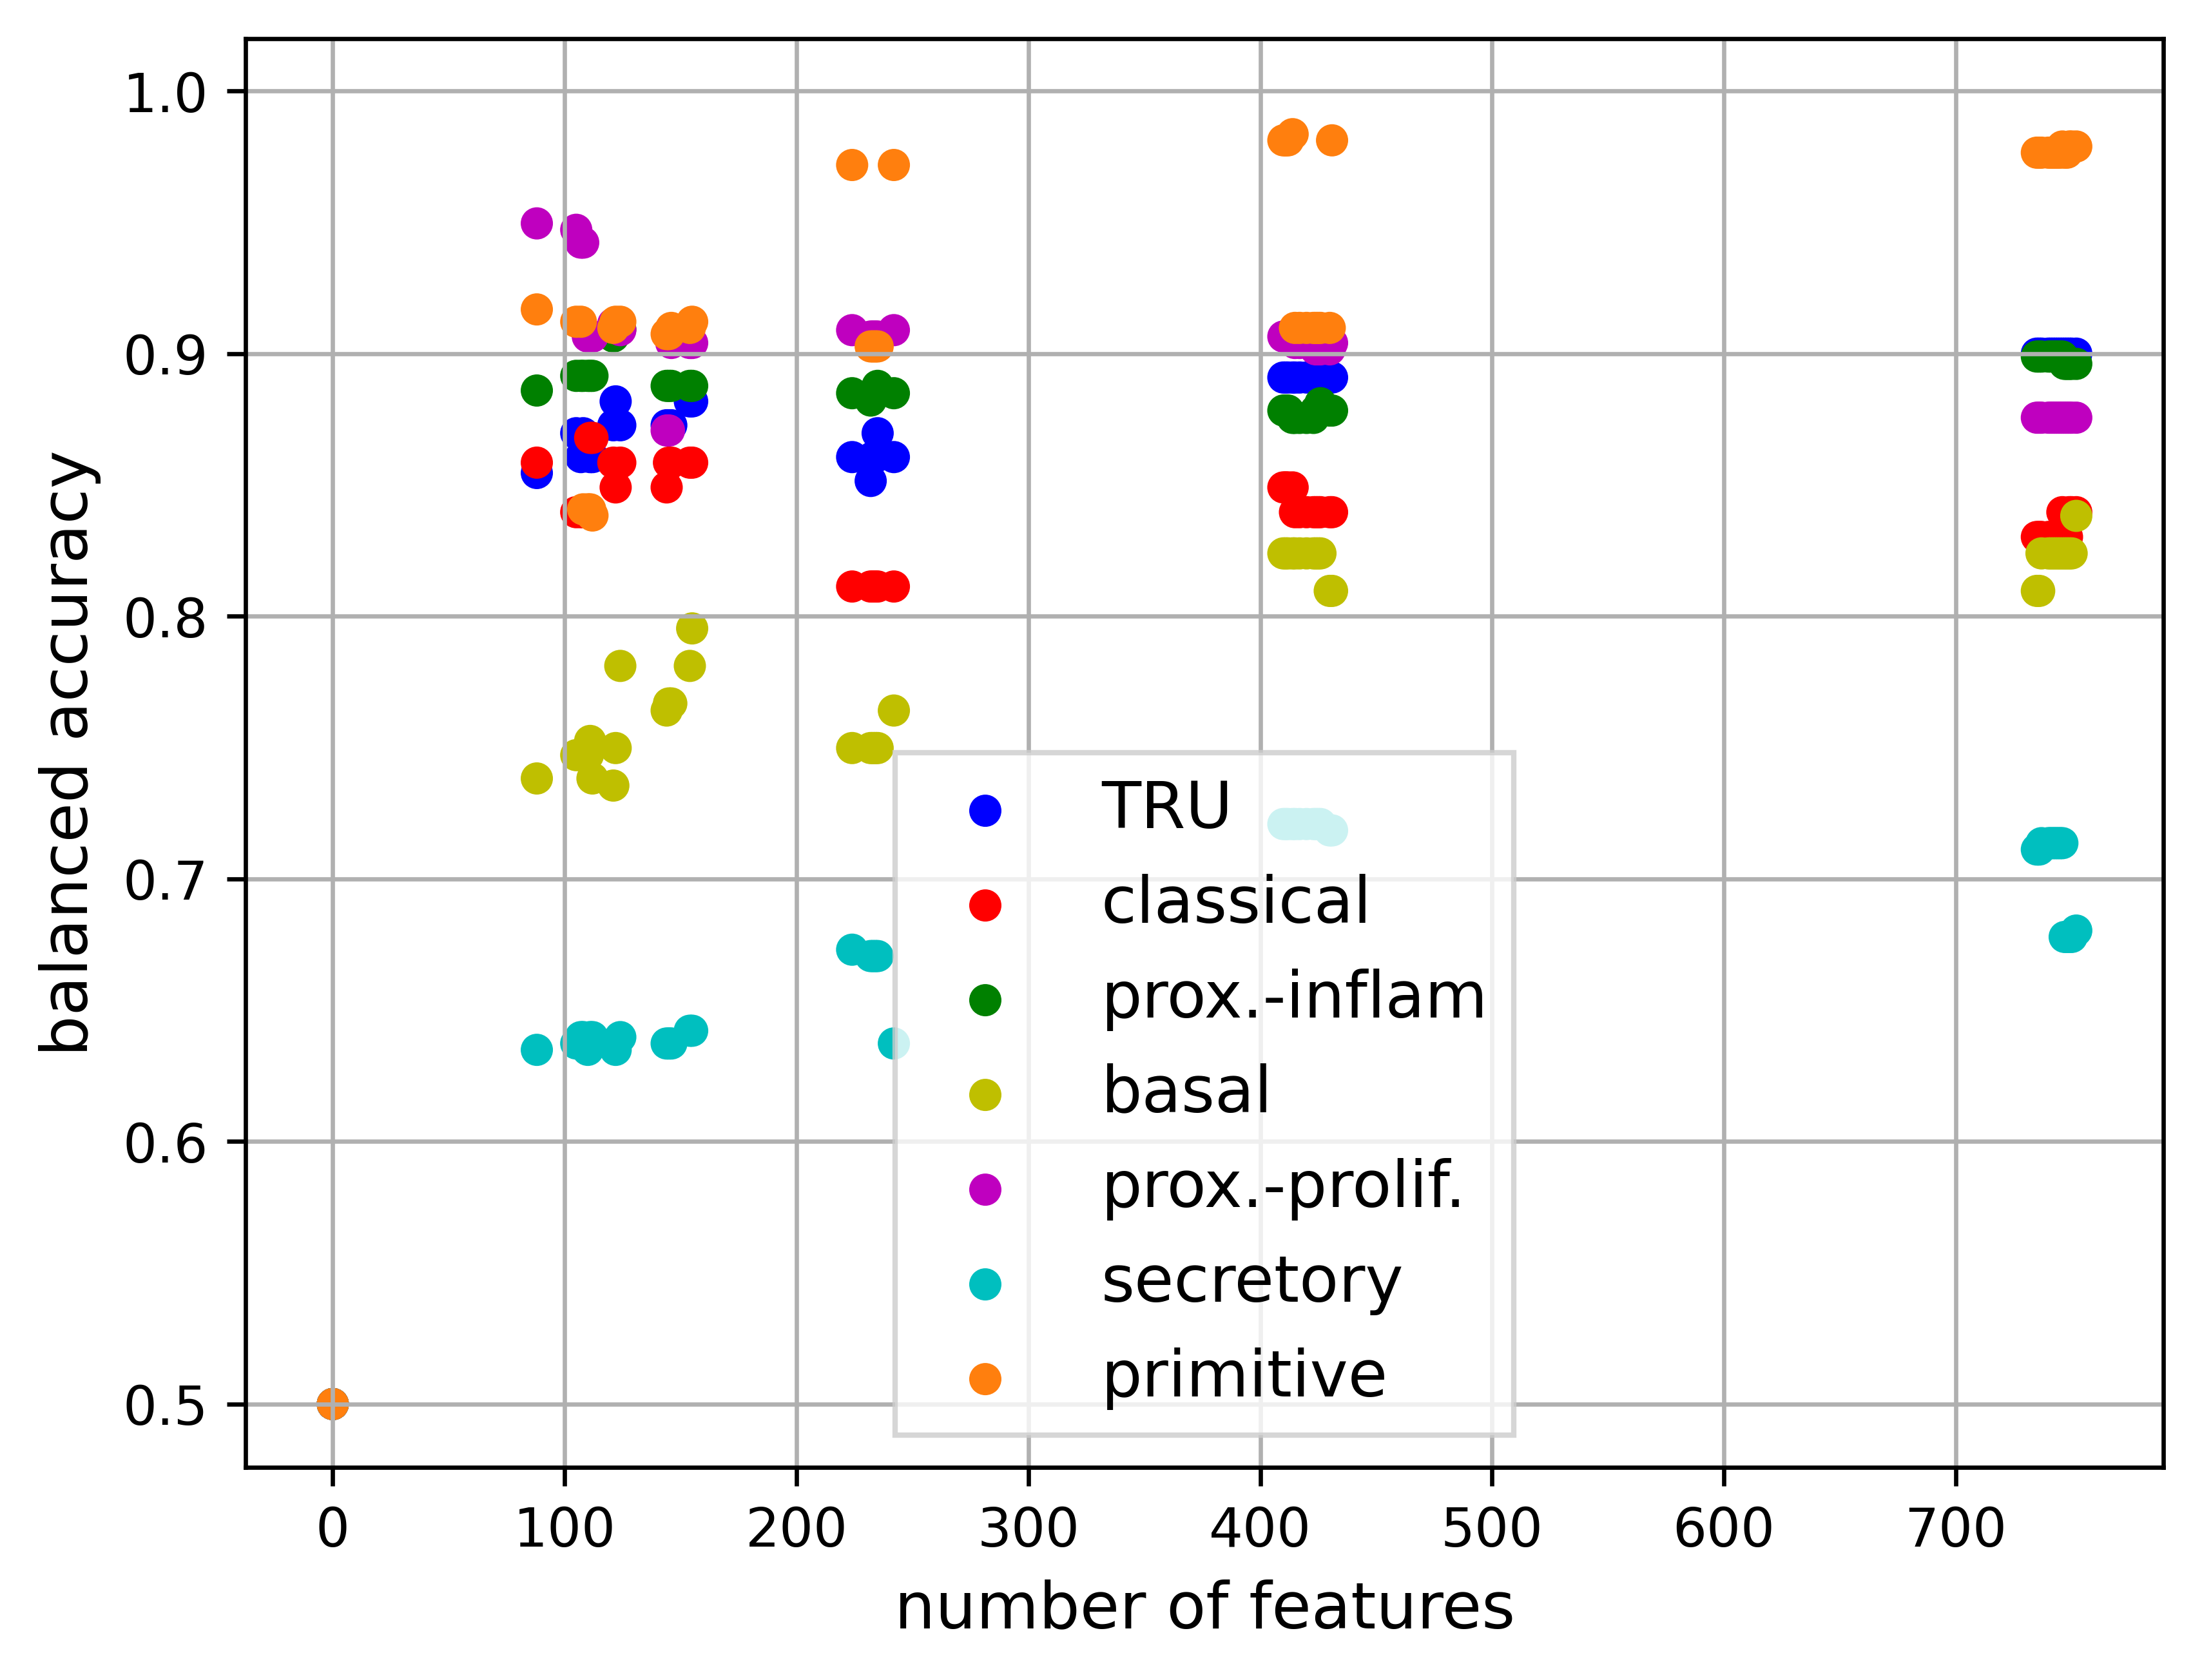 1.0
0.9
0.8
0.7
0.6
0.5
balanced accuracy
TRU
classical
prox.-inflam
basal
prox.-prolif.
secretory
primitive
0 100 200 300 400 500 600 700
number of features